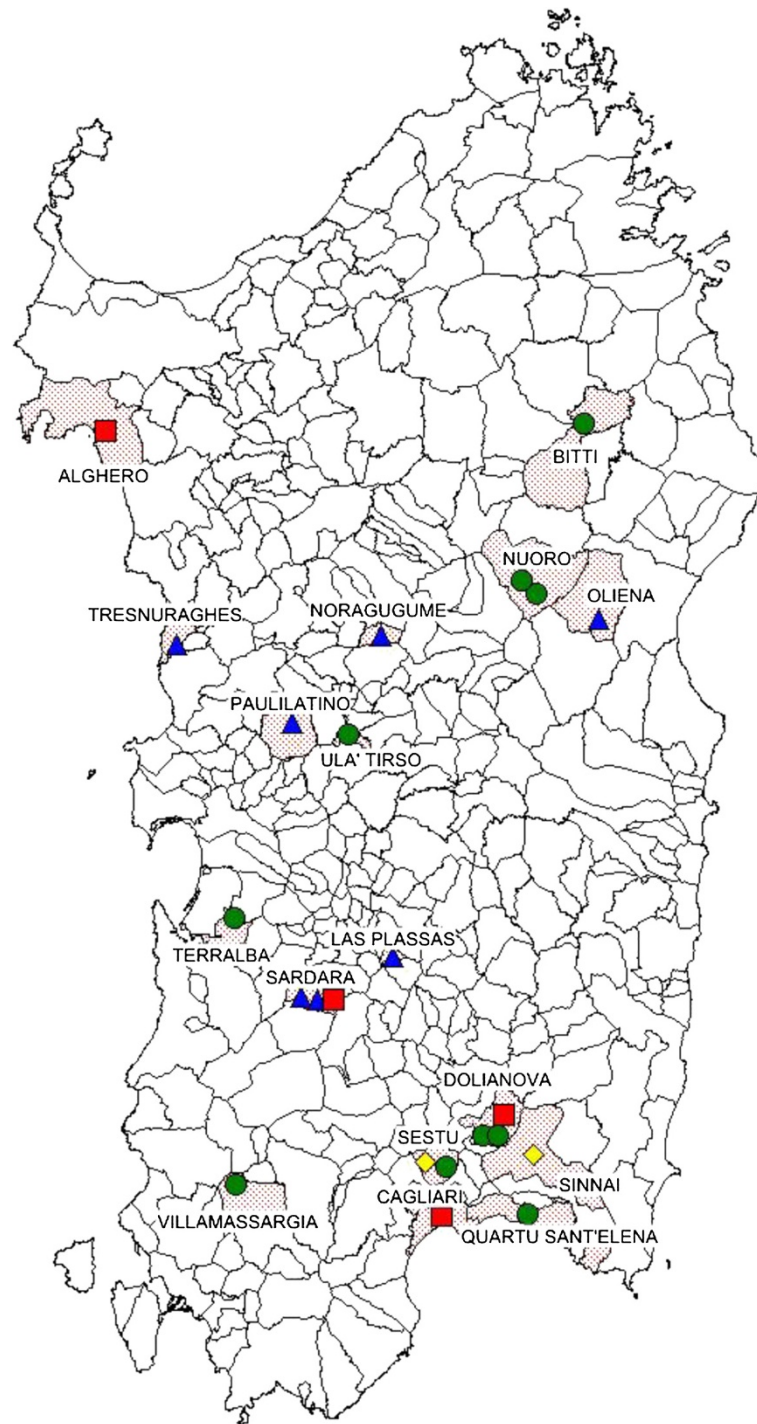 BITTI
ALGHERO
NUORO
OLIENA
TRESNURAGHES
NORAGUGUME
PAULILATINO
ULA' TIRSO
LAS PLASSAS
TERRALBA
SARDARA
DOLIANOVA
SESTU
SINNAI
CAGLIARI
VILLAMASSARGIA
QUARTU SANT'ELENA